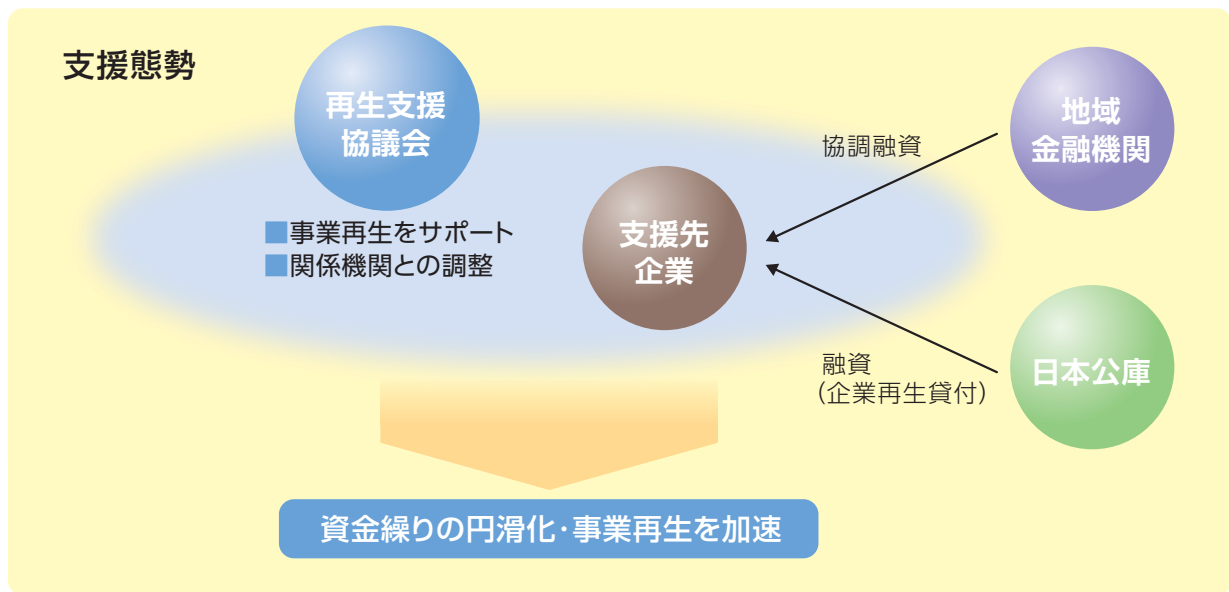 支援態勢
再生支援
協議会
■事業再生をサポート
■関係機関との調整
支援先
企業
協調融資
地域
金融機関
融資
（企業再生貸付）
日本公庫
資金繰りの円滑化・事業再生を加速